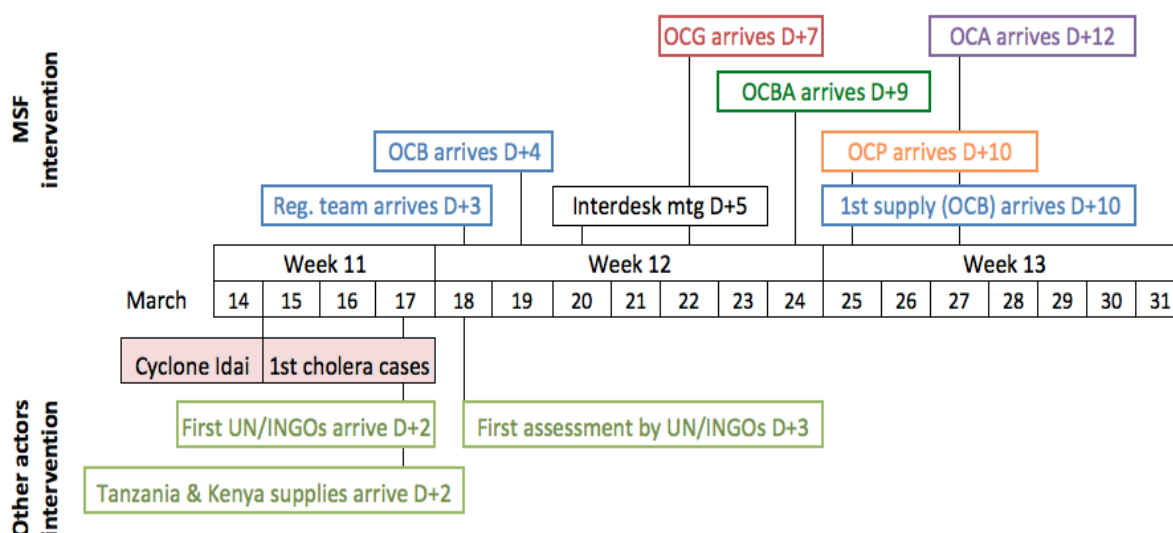 MSF
intervention
OCG arrives D+7
OCA arrives D+12
OCBA arrives D+9
OCB arrives D+4
OCP arrives D+10
Reg. team arrives D+3
Interdesk mtg D+5
1st supply (OCB) arrives D+10
Week 11
Week 12
Week 13
March
14 15 16 17 18 19 20 21 22 23 24 25 26 27 28 29 30 31
Cyclone Idai
1st cholera cases
Other actors
intervention
First UN/INGOs arrive D+2
First assessment by UN/INGOs D+3
Tanzania & Kenya supplies arrive D+2